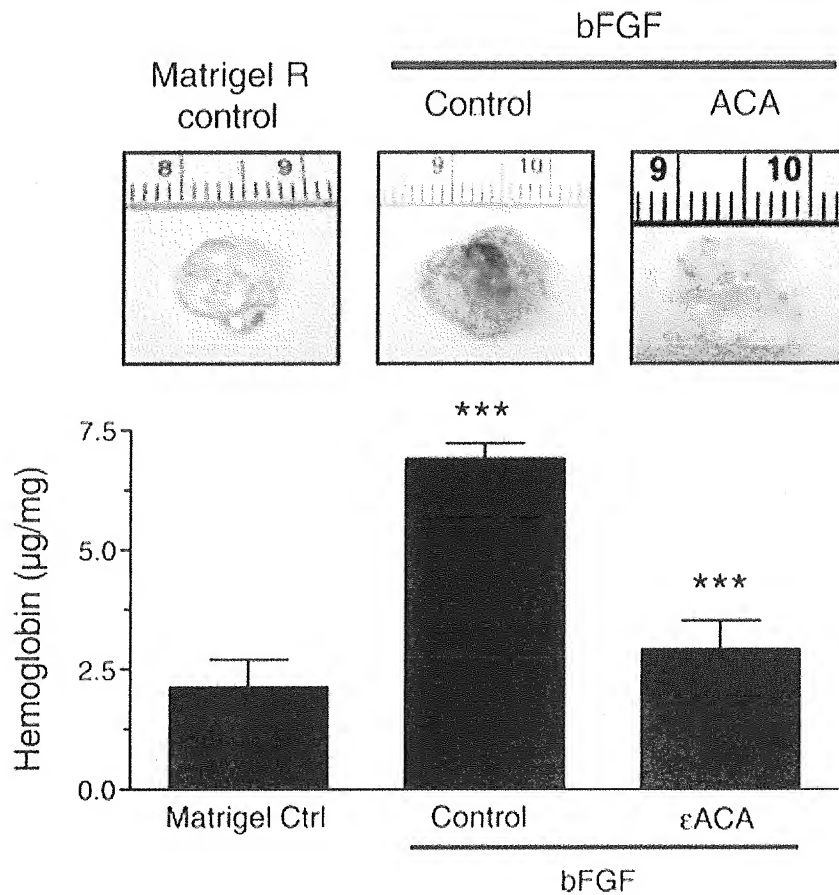 bFGF
Matrigel R
control
Control
ACA
8 9
9 10
9 10
***
***
7.5
5.0
2.5
0.0
Hemoglobin (µg/mg)
Matrigel Ctrl
Control
εACA
bFGF